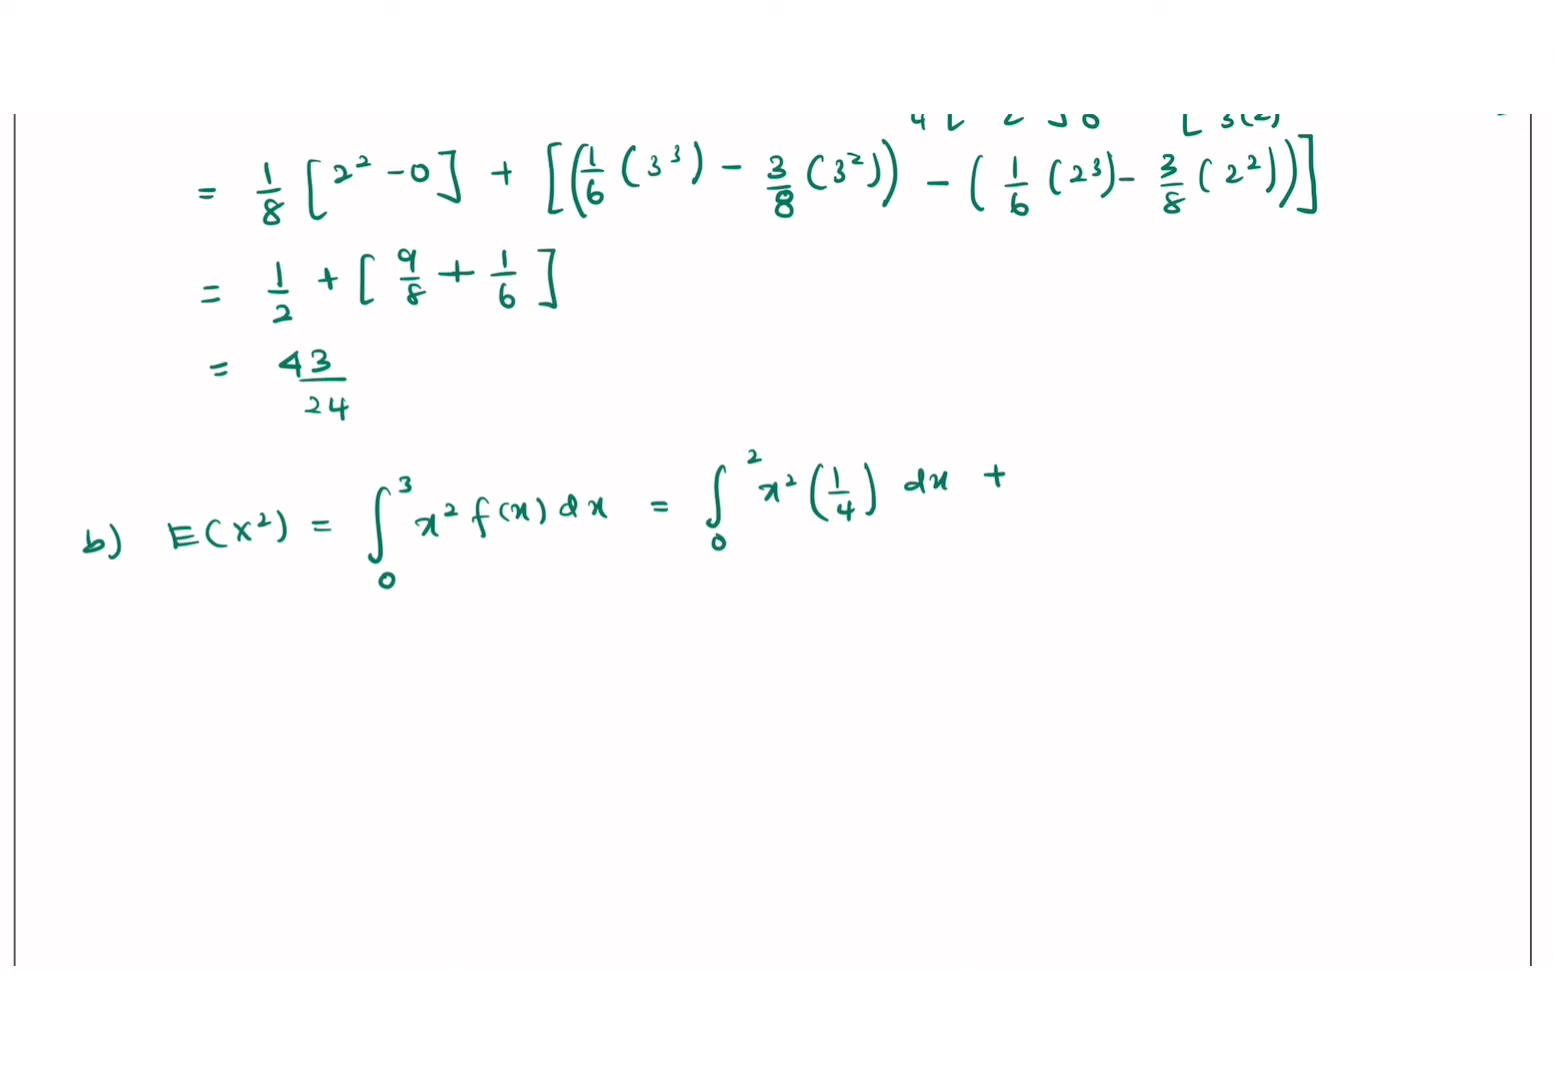 = 1/8 [2² - 0] + [(1/6 (3³) - 3/8 (3²)) - (1/6 (2³) - 3/8 (2²))]
= 1/2 + [9/8 + 1/6]
= 43/24
b) E(X²) = ∫₀³ x² f(x) dx = ∫₀² x² (1/4) dx +